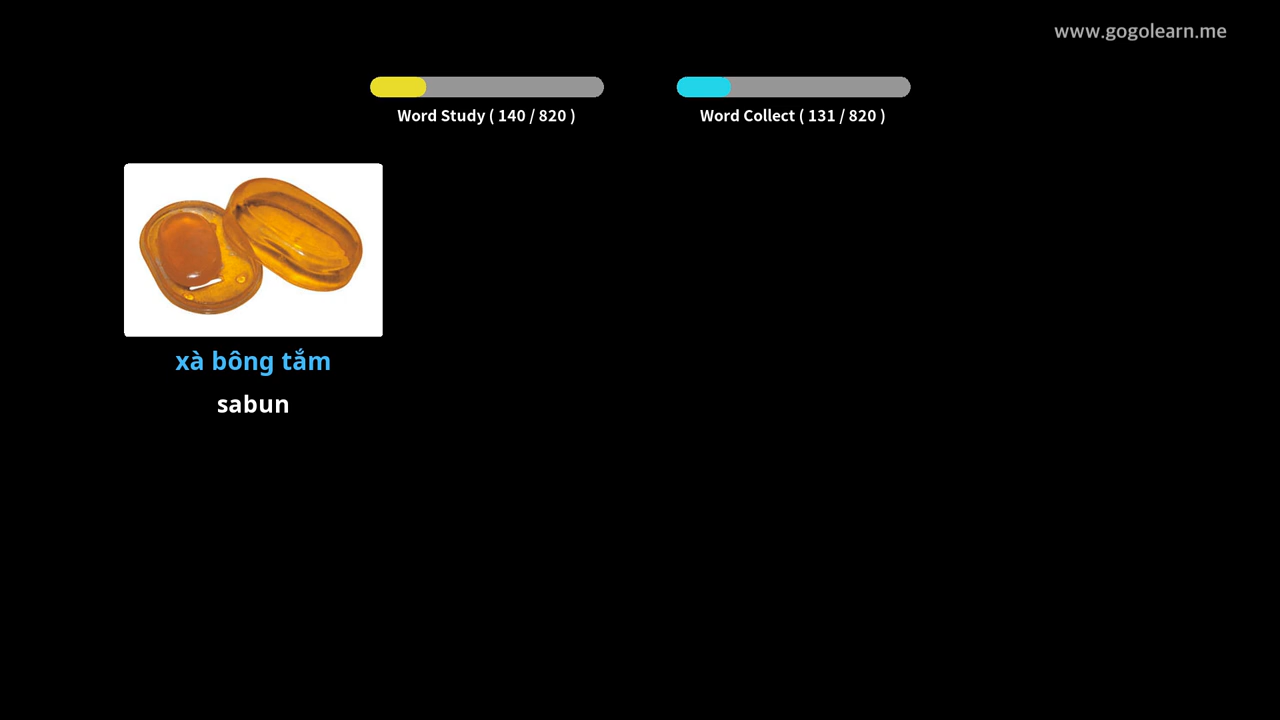 www.gogolearn.me
Word Study ( 140 / 820 )
Word Collect ( 131 / 820 )
xà bông tắm
sabun